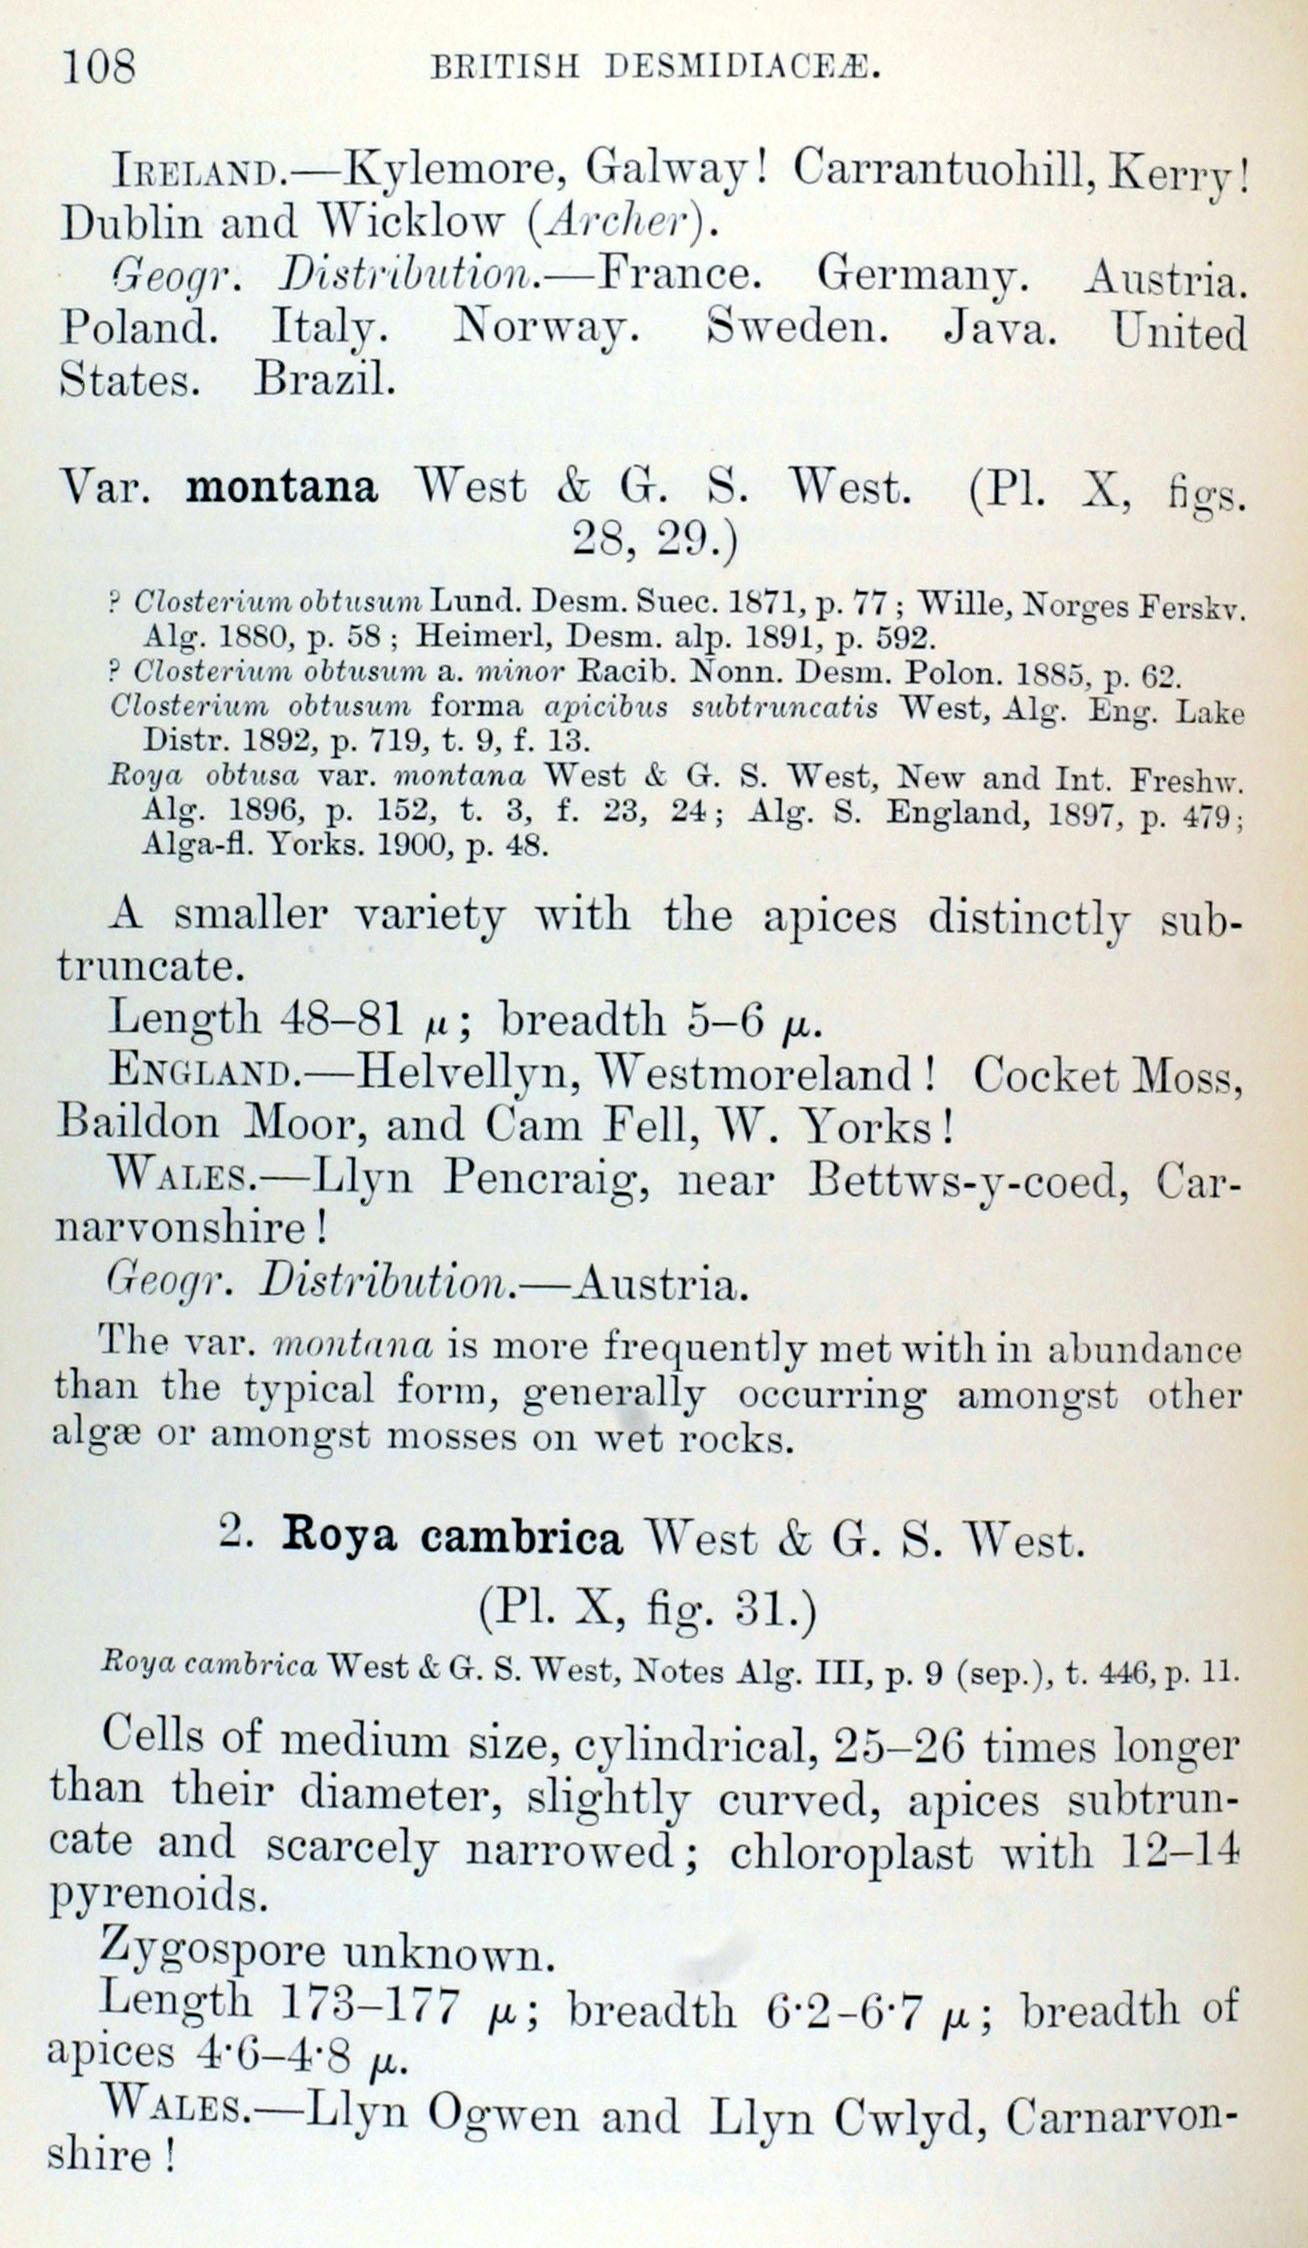 108 BRITISH DESMIDIACEÆ.
IRELAND.—Kylemore, Galway! Carrantuohill, Kerry!
Dublin and Wicklow (Archer).
Geogr. Distribution.—France. Germany. Austria.
Poland. Italy. Norway. Sweden. Java. United
States. Brazil.
Var. montana West & G. S. West. (Pl. X, figs.
28, 29.)
? Closterium obtusum Lund. Desm. Suec. 1871, p. 77; Wille, Norges Ferskv.
Alg. 1880, p. 58; Heimerl, Desm. alp. 1891, p. 592.
? Closterium obtusum a. minor Racib. Nonn. Desm. Polon. 1885, p. 62.
Closterium obtusum forma apicibus subtruncatis West, Alg. Eng. Lake
Distr. 1892, p. 719, t. 9, f. 13.
Roya obtusa var. montana West & G. S. West, New and Int. Freshw.
Alg. 1896, p. 152, t. 3, f. 23, 24; Alg. S. England, 1897, p. 479;
Alga-fl. Yorks. 1900, p. 48.
A smaller variety with the apices distinctly sub-
truncate.
Length 48–81 μ; breadth 5–6 μ.
ENGLAND.—Helvellyn, Westmoreland! Cocket Moss,
Baildon Moor, and Cam Fell, W. Yorks!
WALES.—Llyn Pencraig, near Bettws-y-coed, Car-
narvonshire!
Geogr. Distribution.—Austria.
The var. montana is more frequently met with in abundance
than the typical form, generally occurring amongst other
algæ or amongst mosses on wet rocks.
2. Roya cambrica West & G. S. West.
(Pl. X, fig. 31.)
Roya cambrica West & G. S. West, Notes Alg. III, p. 9 (sep.), t. 446, p. 11.
Cells of medium size, cylindrical, 25–26 times longer
than their diameter, slightly curved, apices subtrun-
cate and scarcely narrowed; chloroplast with 12–14
pyrenoids.
Zygospore unknown.
Length 173–177 μ; breadth 6·2–6·7 μ; breadth of
apices 4·6–4·8 μ.
WALES.—Llyn Ogwen and Llyn Cwlyd, Carnarvon-
shire!